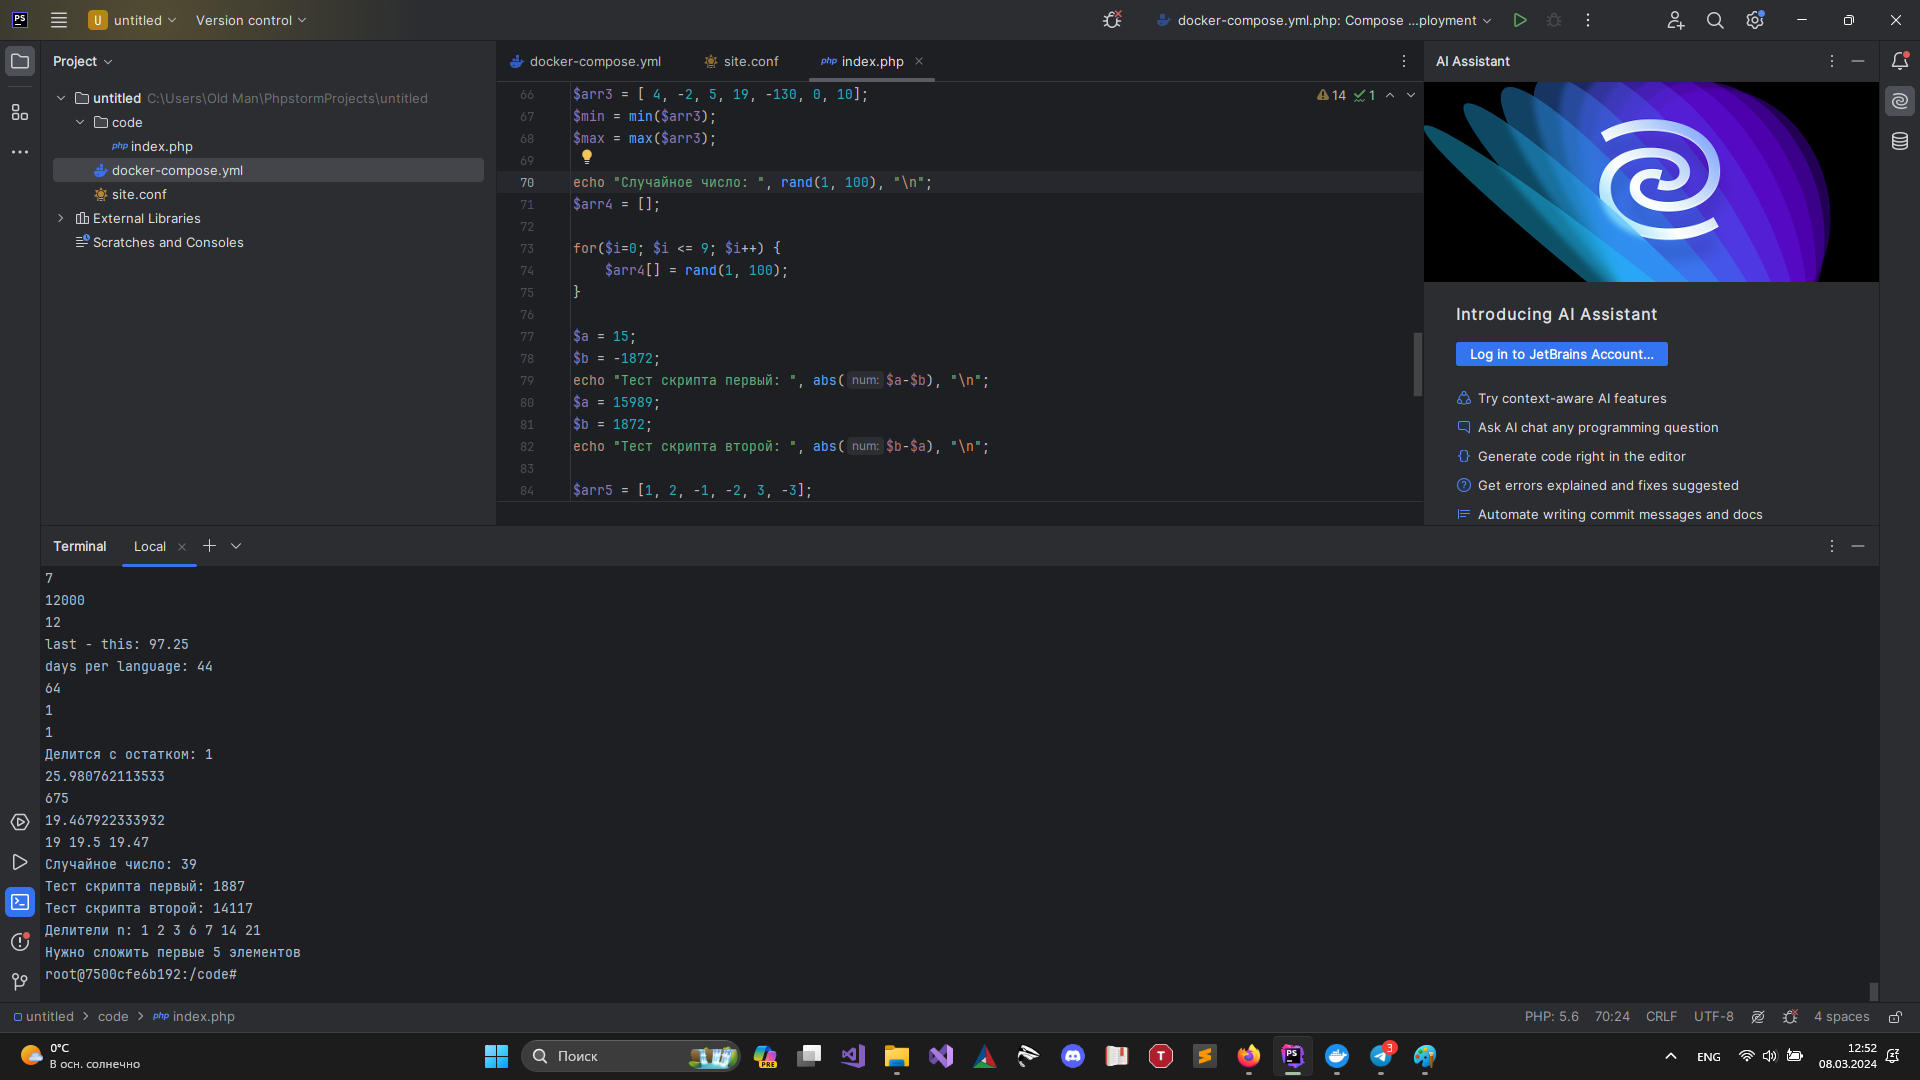 PS
U untitled
Version control
docker-compose.yml.php: Compose ...ployment
Project
untitled C:\Users\Old Man\PhpstormProjects\untitled
code
php index.php
docker-compose.yml
site.conf
External Libraries
Scratches and Consoles
docker-compose.yml
site.conf
php index.php
14 1
66 $arr3 = [ 4, -2, 5, 19, -130, 0, 10];
67 $min = min($arr3);
68 $max = max($arr3);
69
70 echo "Случайное число: ", rand(1, 100), "\n";
71 $arr4 = [];
72
73 for($i=0; $i <= 9; $i++) {
74 $arr4[] = rand(1, 100);
75 }
76
77 $a = 15;
78 $b = -1872;
79 echo "Тест скрипта первый: ", abs( num: $a-$b), "\n";
80 $a = 15989;
81 $b = 1872;
82 echo "Тест скрипта второй: ", abs( num: $b-$a), "\n";
83
84 $arr5 = [1, 2, -1, -2, 3, -3];
AI Assistant
Introducing AI Assistant
Log in to JetBrains Account...
Try context-aware AI features
Ask AI chat any programming question
Generate code right in the editor
Get errors explained and fixes suggested
Automate writing commit messages and docs
Terminal
Local
7
12000
12
last - this: 97.25
days per language: 44
64
1
1
Делится с остатком: 1
25.980762113533
675
19.467922333932
19 19.5 19.47
Случайное число: 39
Тест скрипта первый: 1887
Тест скрипта второй: 14117
Делители n: 1 2 3 6 7 14 21
Нужно сложить первые 5 элементов
root@7500cfe6b192:/code#
untitled > code > php index.php
PHP: 5.6
70:24
CRLF
UTF-8
4 spaces
0°C
В осн. солнечно
Поиск
PRE
T
PS
3
ENG
12:52
08.03.2024